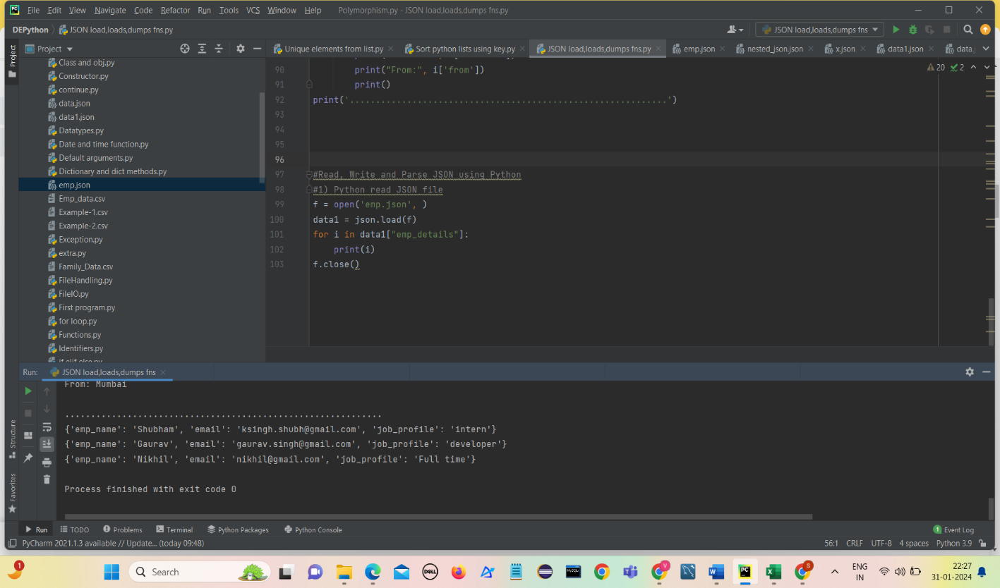 File Edit View Navigate Code Refactor Run Tools VCS Window Help Polymorphism.py - JSON load,loads,dumps fns.py
DEPython JSON load,loads,dumps fns.py JSON load,loads,dumps fns
Project
Project
Unique elements from list.py Sort python lists using key.py JSON load,loads,dumps fns.py emp.json nested_json.json x.json data1.json data.
Class and obj.py
Constructor.py
continue.py
data.json
data1.json
Datatypes.py
Date and time function.py
Default arguments.py
Dictionary and dict methods.py
emp.json
Emp_data.csv
Example-1.csv
Example-2.csv
Exception.py
extra.py
Family_Data.csv
FileHandling.py
FileIO.py
First program.py
for loop.py
Functions.py
Identifiers.py
if elif else.py
20 2
90 print("From:", i['from'])
91 print()
92 print('.............................................................')
93
94
95
96
97 #Read, Write and Parse JSON using Python
98 #1) Python read JSON file
99 f = open('emp.json', )
100 data1 = json.load(f)
101 for i in data1["emp_details"]:
102 print(i)
103 f.close()
Run: JSON load,loads,dumps fns
From: Mumbai
.............................................................
{'emp_name': 'Shubham', 'email': 'ksingh.shubh@gmail.com', 'job_profile': 'intern'}
{'emp_name': 'Gaurav', 'email': 'gaurav.singh@gmail.com', 'job_profile': 'developer'}
{'emp_name': 'Nikhil', 'email': 'nikhil@gmail.com', 'job_profile': 'Full time'}
Process finished with exit code 0
Structure
Favorites
Run TODO Problems Terminal Python Packages Python Console 1 Event Log
PyCharm 2021.1.3 available // Update... (today 09:48) 56:1 CRLF UTF-8 4 spaces Python 3.9
1 Search ENG
IN
22:27
31-01-2024